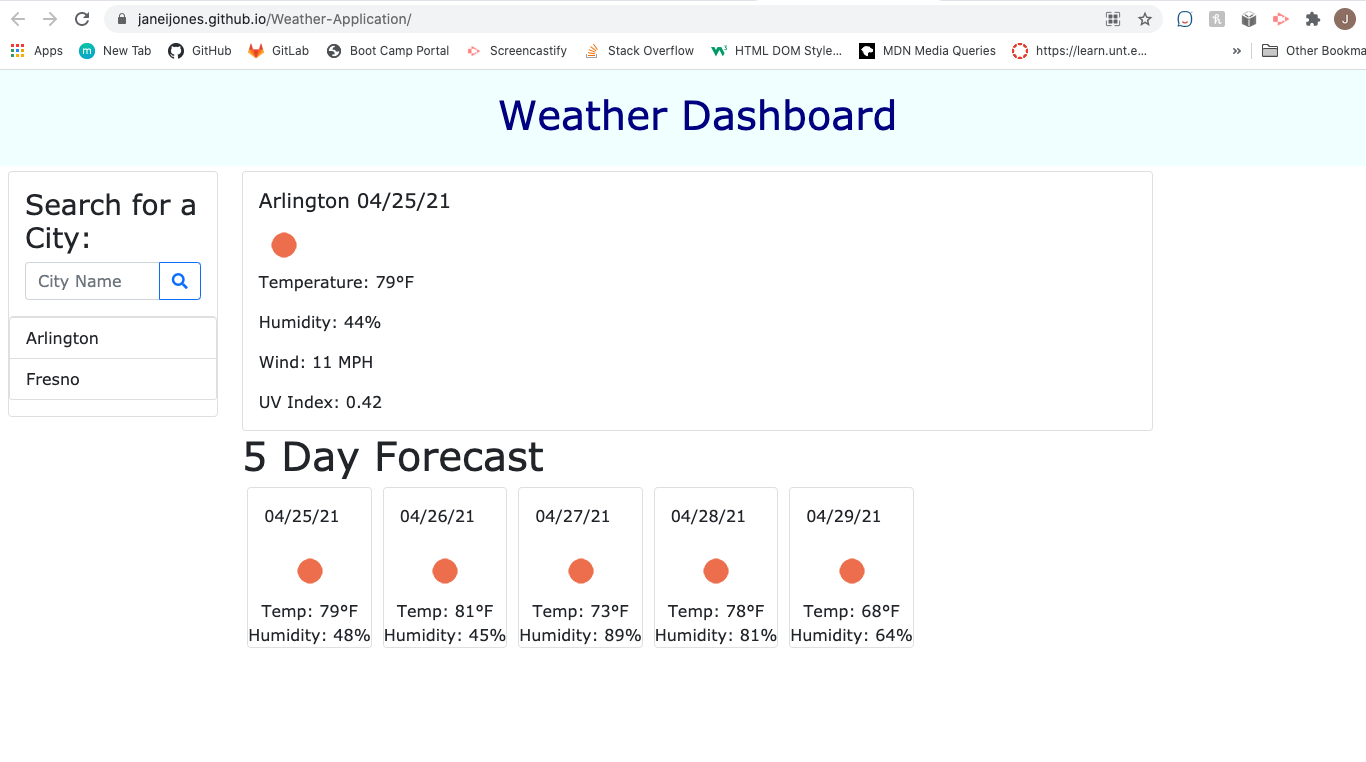 janeijones.github.io/Weather-Application/
J
Apps
New Tab
GitHub
GitLab
Boot Camp Portal
Screencastify
Stack Overflow
HTML DOM Style...
MDN Media Queries
https://learn.unt.e...
»
Other Bookma
Weather Dashboard
Search for a
City:
City Name
Arlington
Fresno
Arlington 04/25/21
Temperature: 79°F
Humidity: 44%
Wind: 11 MPH
UV Index: 0.42
5 Day Forecast
04/25/21
Temp: 79°F
Humidity: 48%
04/26/21
Temp: 81°F
Humidity: 45%
04/27/21
Temp: 73°F
Humidity: 89%
04/28/21
Temp: 78°F
Humidity: 81%
04/29/21
Temp: 68°F
Humidity: 64%